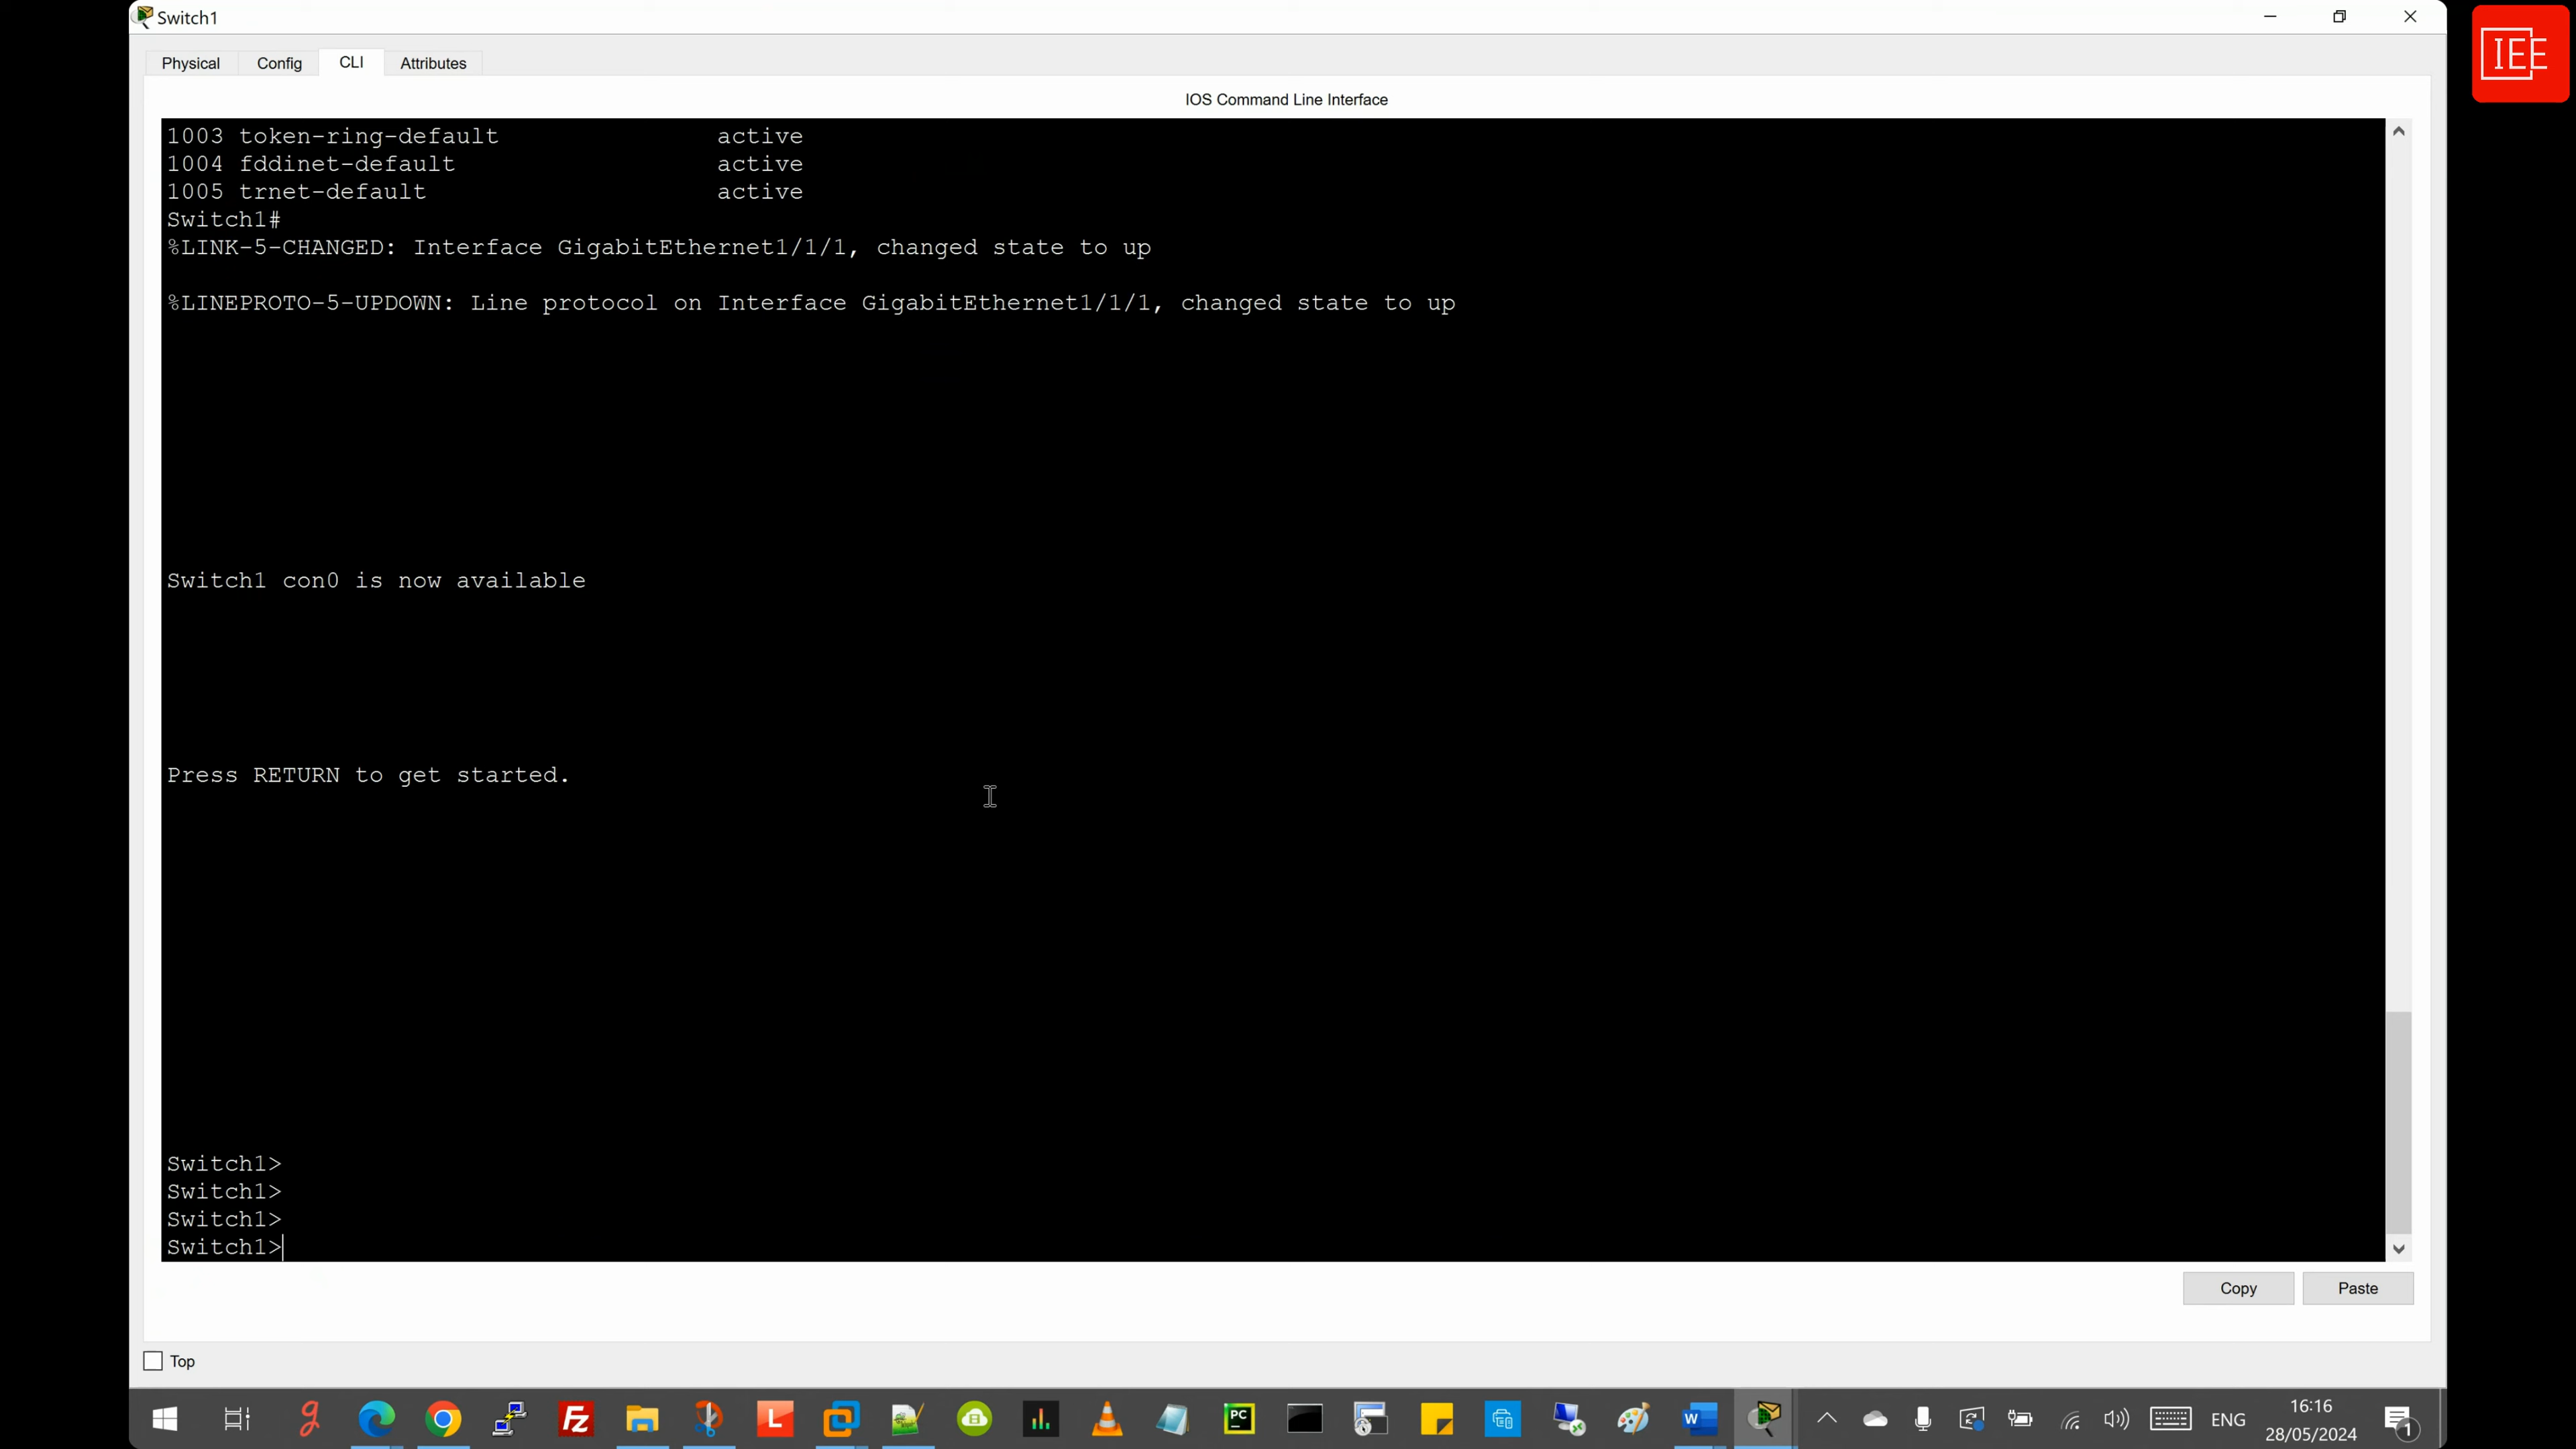 Switch1
IEE
Physical Config CLI Attributes
IOS Command Line Interface
1003 token-ring-default active
1004 fddinet-default active
1005 trnet-default active
Switch1#
%LINK-5-CHANGED: Interface GigabitEthernet1/1/1, changed state to up
%LINEPROTO-5-UPDOWN: Line protocol on Interface GigabitEthernet1/1/1, changed state to up
Switch1 con0 is now available
Press RETURN to get started.
Switch1>
Switch1>
Switch1>
Switch1>
Copy Paste
Top
16:16
ENG
28/05/2024